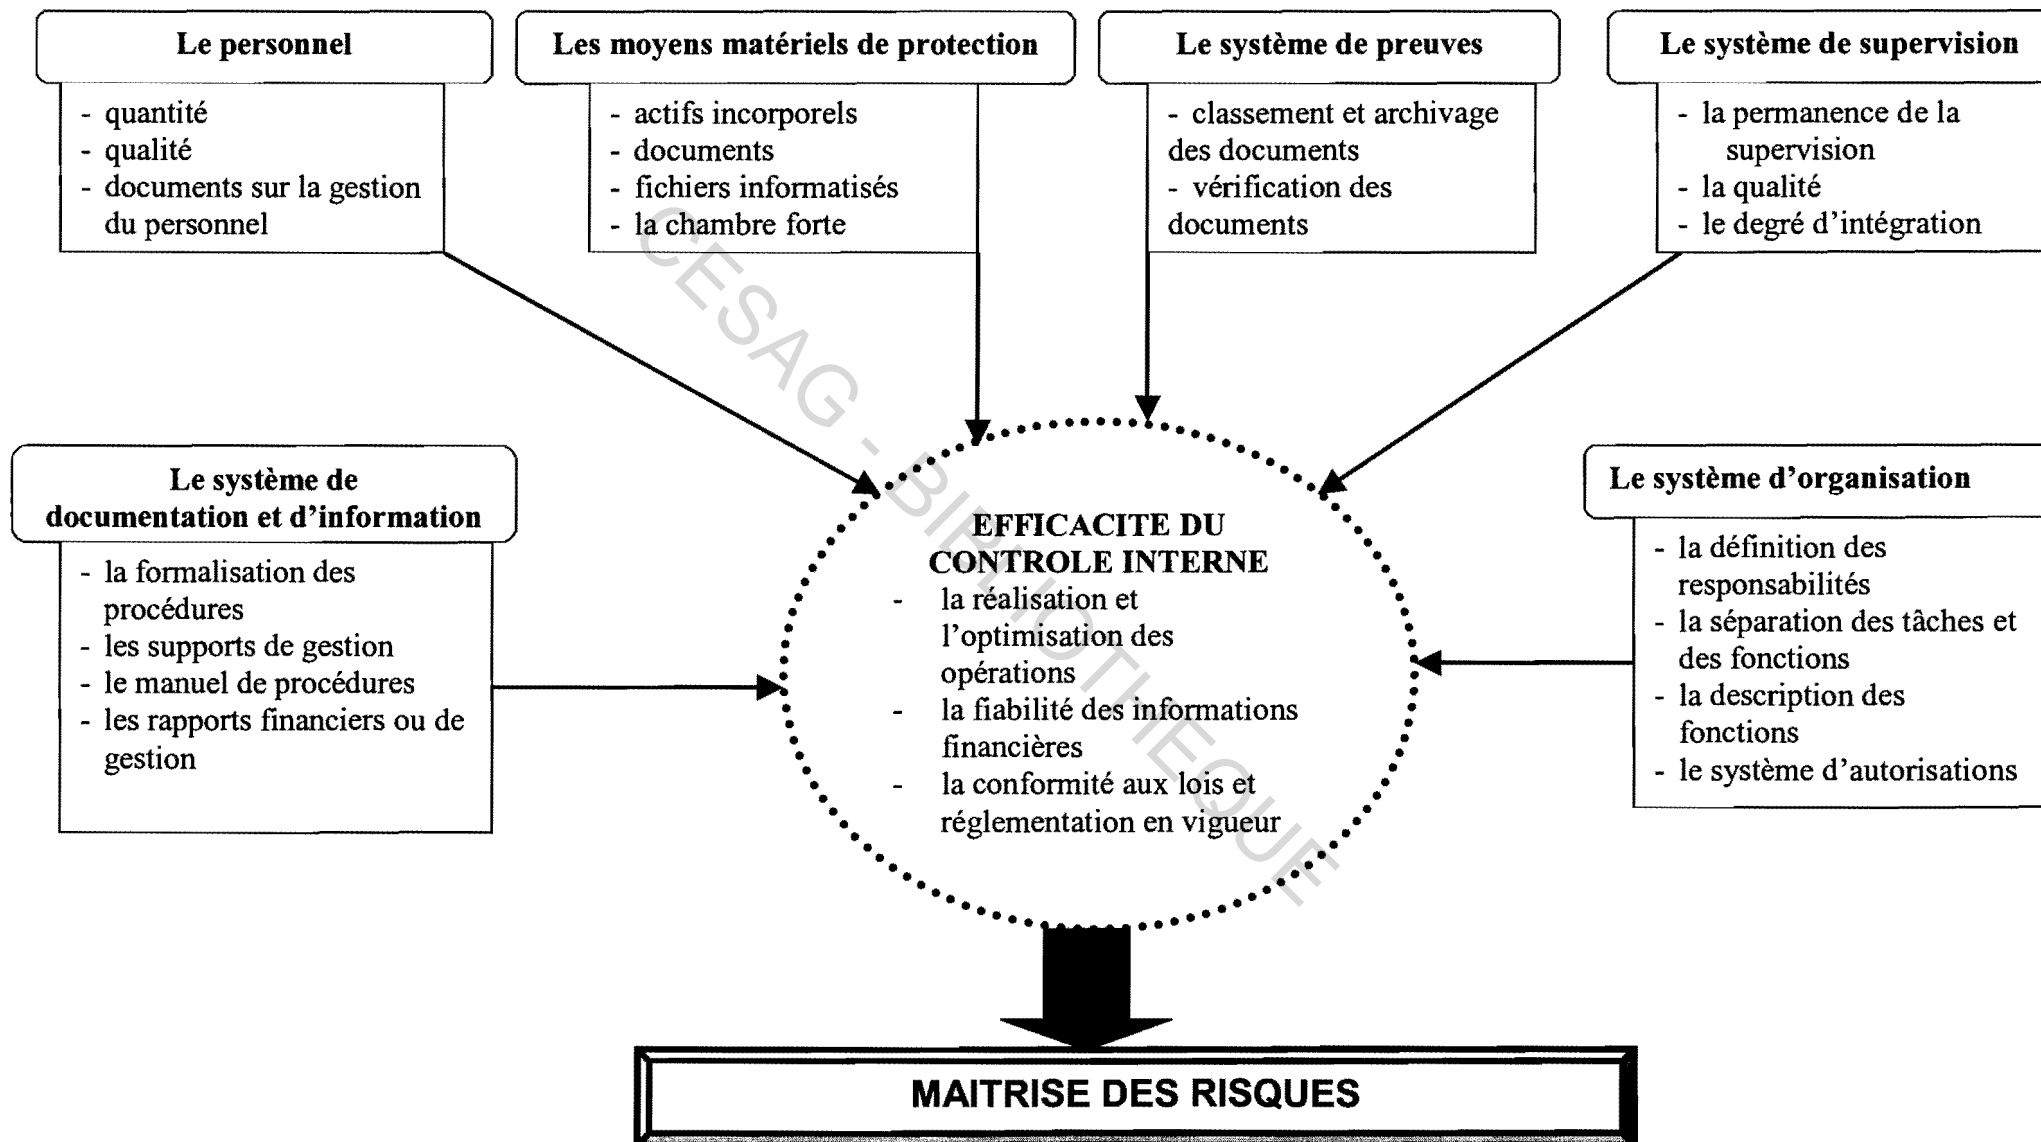 Le personnel
- quantité
- qualité
- documents sur la gestion
du personnel
Les moyens matériels de protection
- actifs incorporels
- documents
- fichiers informatisés
- la chambre forte
Le système de preuves
- classement et archivage
des documents
- vérification des
documents
Le système de supervision
- la permanence de la
supervision
- la qualité
- le degré d'intégration
Le système de
documentation et d'information
- la formalisation des
procédures
- les supports de gestion
- le manuel de procédures
- les rapports financiers ou de
gestion
EFFICACITE DU
CONTROLE INTERNE
- la réalisation et
l'optimisation des
opérations
- la fiabilité des informations
financières
- la conformité aux lois et
réglementation en vigueur
Le système d'organisation
- la définition des
responsabilités
- la séparation des tâches et
des fonctions
- la description des
fonctions
- le système d'autorisations
MAITRISE DES RISQUES
CESAG - BIBLIOTHEQUE